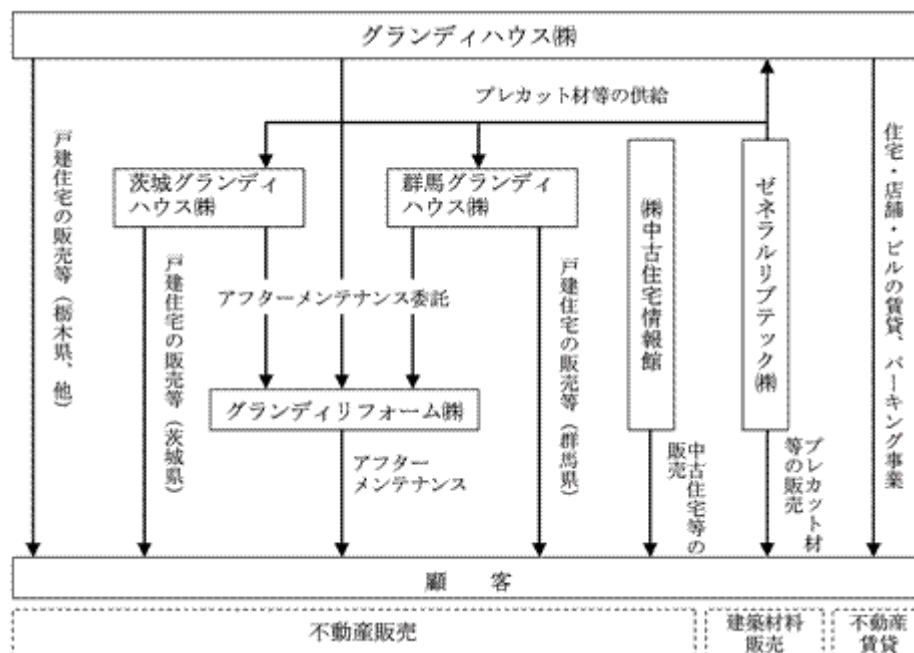 グランディハウス㈱
プレカット材等の供給
戸建住宅の販売等（栃木県、他）
茨城グランディ
ハウス㈱
群馬グランディ
ハウス㈱
㈱中古住宅情報館
ゼネラルリブテック㈱
住宅・店舗・ビルの賃貸、パーキング事業
戸建住宅の販売等（茨城県）
アフターメンテナンス委託
戸建住宅の販売等（群馬県）
グランディリフォーム㈱
アフター
メンテナンス
中古住宅等の
販売
プレカット材
等の販売
顧　客
不動産販売
建築材料
販売
不動産
賃貸